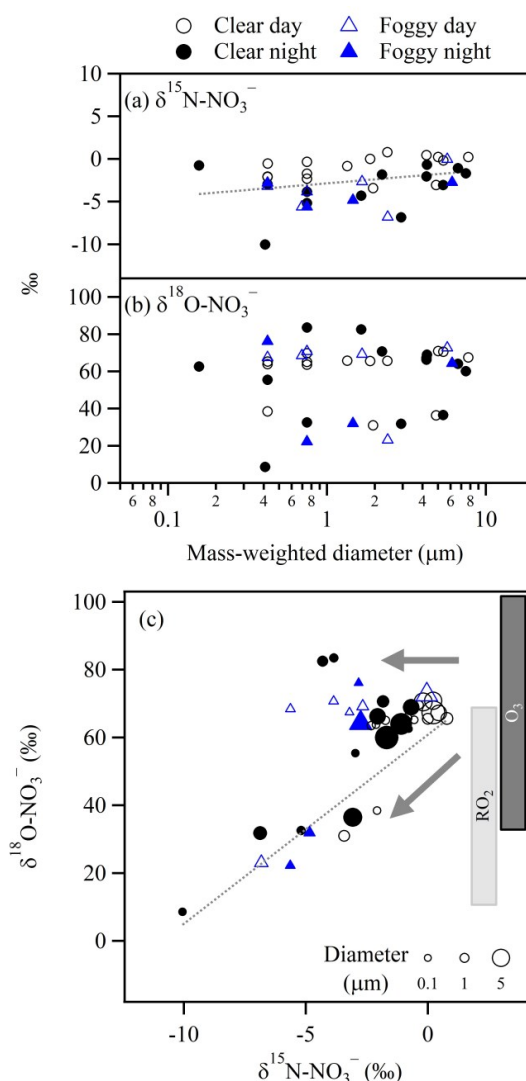 Clear day
Foggy day
Clear night
Foggy night
10
(a) δ¹⁵N-NO₃⁻
5
0
-5
-10
‰
100
(b) δ¹⁸O-NO₃⁻
80
60
40
20
0
6 8 2 4 6 8 2 4 6 8
0.1 1 10
Mass-weighted diameter (μm)
100
(c)
80
60
40
20
0
δ¹⁸O-NO₃⁻ (‰)
O₃
RO₂
Diameter
(μm)
0.1 1 5
-10 -5 0
δ¹⁵N-NO₃⁻ (‰)